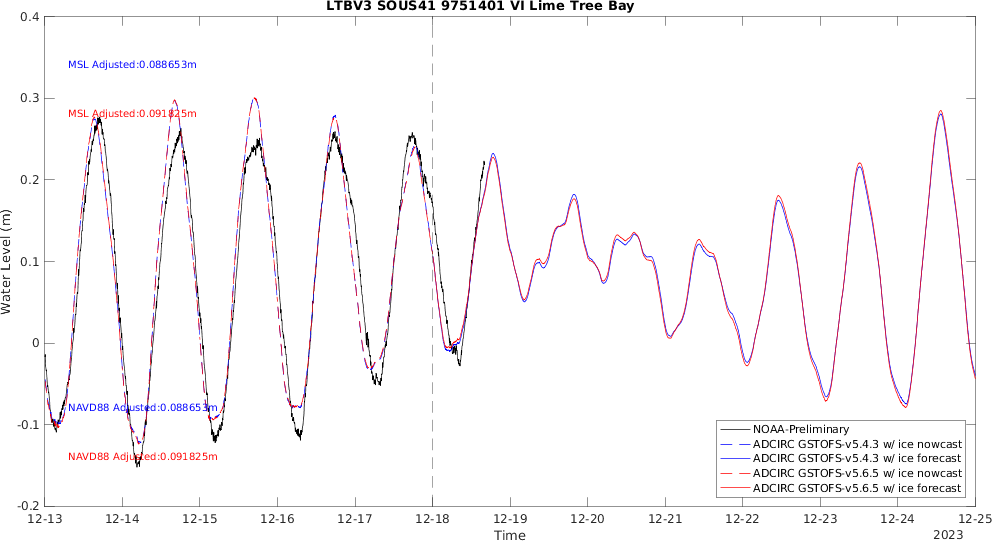 LTBV3 SOUS41 9751401 VI Lime Tree Bay
0.4
0.3
0.2
0.1
0
-0.1
-0.2
Water Level (m)
MSL Adjusted:0.088653m
MSL Adjusted:0.091825m
NAVD88 Adjusted:0.088653m
NAVD88 Adjusted:0.091825m
NOAA-Preliminary
ADCIRC GSTOFS-v5.4.3 w/ ice nowcast
ADCIRC GSTOFS-v5.4.3 w/ ice forecast
ADCIRC GSTOFS-v5.6.5 w/ ice nowcast
ADCIRC GSTOFS-v5.6.5 w/ ice forecast
12-13 12-14 12-15 12-16 12-17 12-18 12-19 12-20 12-21 12-22 12-23 12-24 12-25
Time
2023